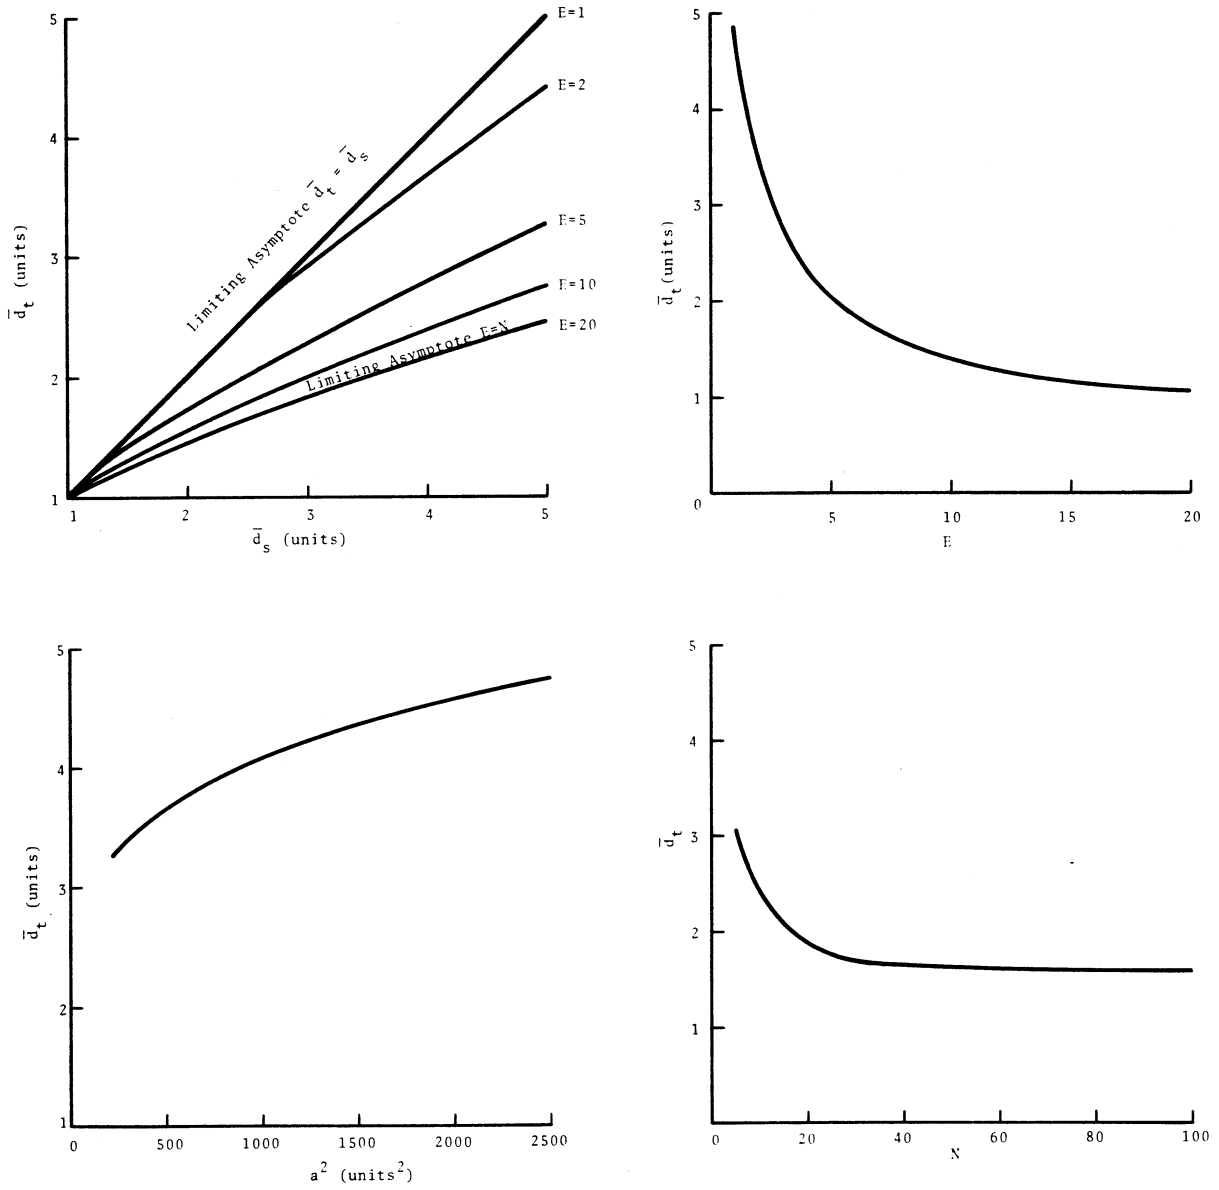 5
4
3
2
1
d̄t (units)
E=1
E=2
E=5
E=10
E=20
Limiting Asymptote d̄t = d̄s
Limiting Asymptote E=N
1 2 3 4 5
d̄s (units)
5
4
3
2
1
0
d̄t (units)
5 10 15 20
E
5
4
3
2
1
d̄t (units)
0 500 1000 1500 2000 2500
a² (units²)
5
4
3
2
1
d̄t
0 20 40 60 80 100
N